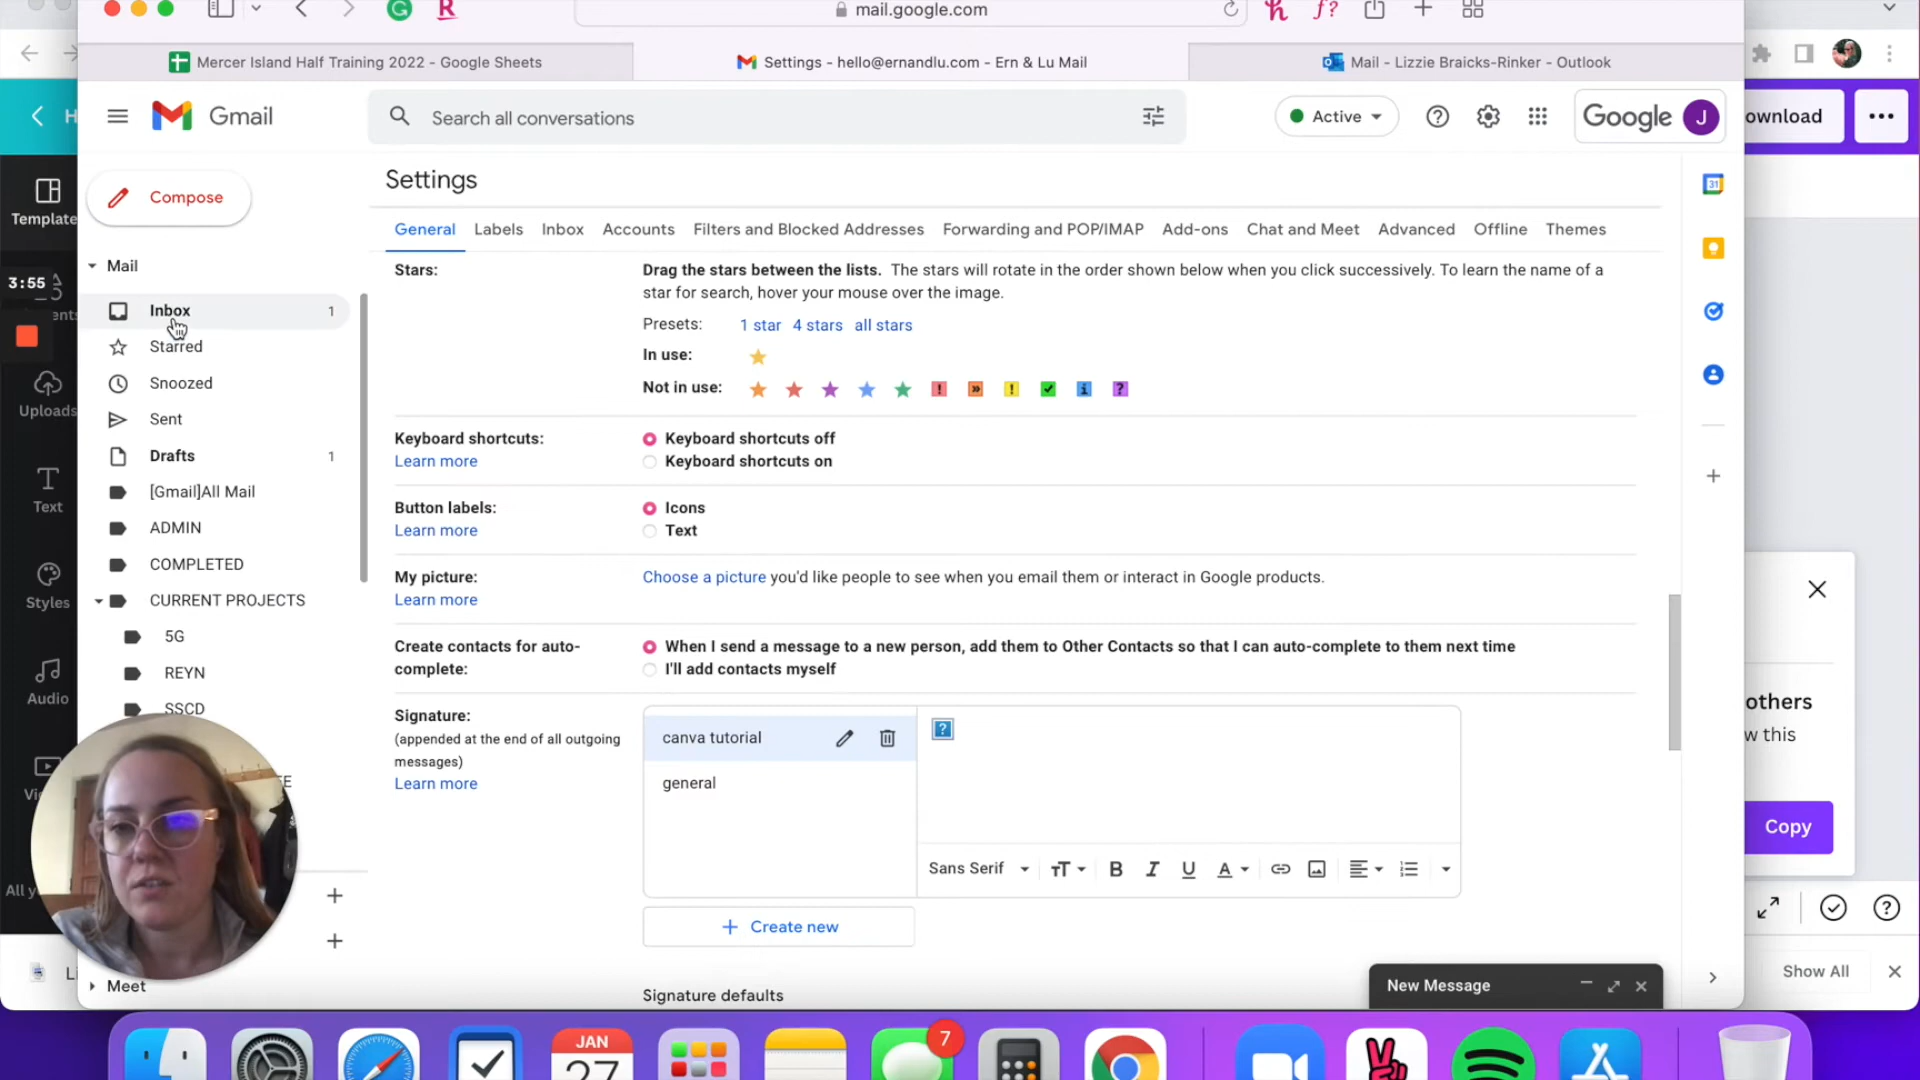 mail.google.com
Mercer Island Half Training 2022 - Google Sheets
Settings - hello@ernandlu.com - Ern & Lu Mail
Mail - Lizzie Braicks-Rinker - Outlook
Gmail
Search all conversations
Active
Google J
ownload
Compose
Settings
Template
General Labels Inbox Accounts Filters and Blocked Addresses Forwarding and POP/IMAP Add-ons Chat and Meet Advanced Offline Themes
Mail
3:55
Stars:
Drag the stars between the lists. The stars will rotate in the order shown below when you click successively. To learn the name of a
star for search, hover your mouse over the image.
Presets: 1 star 4 stars all stars
In use:
Not in use:
Inbox 1
Starred
Snoozed
Sent
Drafts 1
[Gmail]All Mail
ADMIN
COMPLETED
CURRENT PROJECTS
5G
REYN
SSCD
Uploads
Text
Styles
Audio
Keyboard shortcuts:
Learn more
Keyboard shortcuts off
Keyboard shortcuts on
Button labels:
Learn more
Icons
Text
My picture:
Learn more
Choose a picture you'd like people to see when you email them or interact in Google products.
Create contacts for auto-
complete:
When I send a message to a new person, add them to Other Contacts so that I can auto-complete to them next time
I'll add contacts myself
Signature:
(appended at the end of all outgoing
messages)
Learn more
canva tutorial
general
Sans Serif
Create new
Signature defaults
Meet
New Message
others
w this
Copy
Show All
7
JAN
27